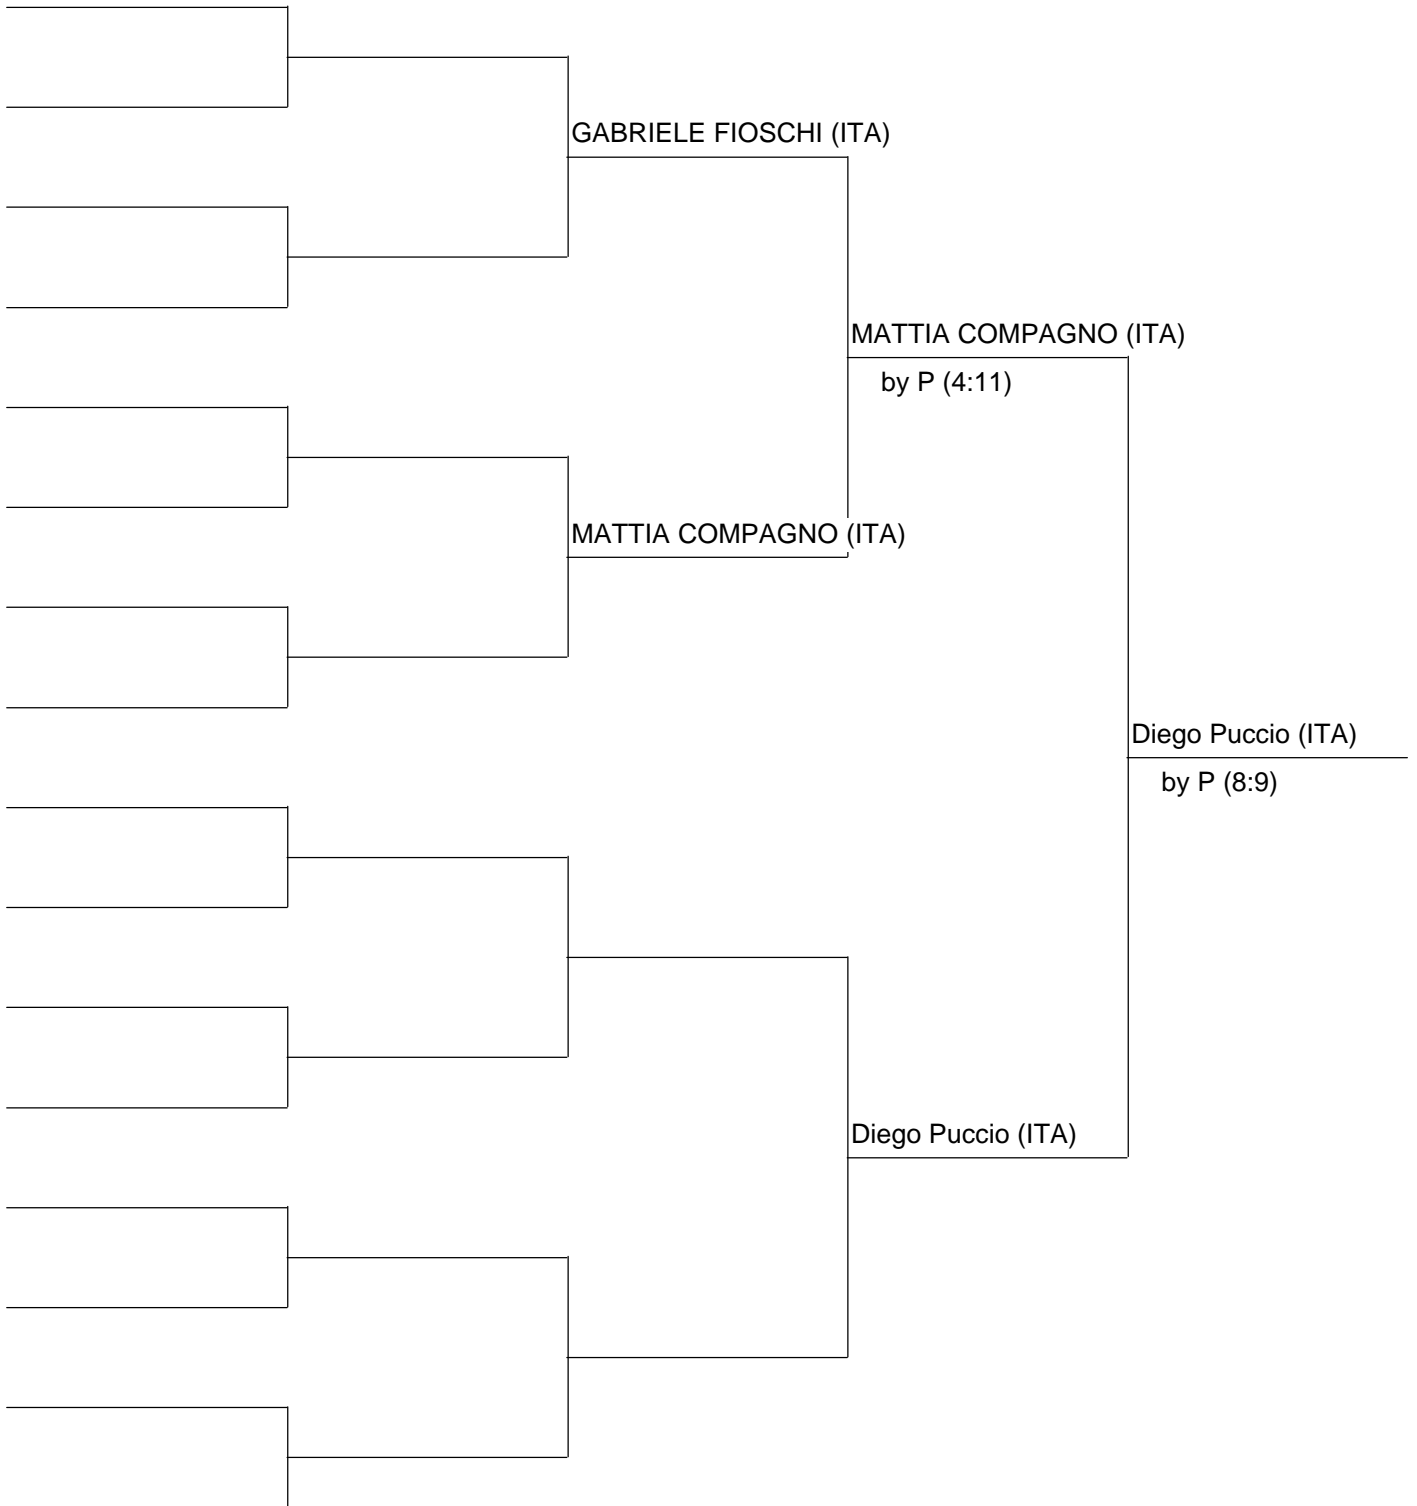 GABRIELE FIOSCHI (ITA)
MATTIA COMPAGNO (ITA)
by P (4:11)
MATTIA COMPAGNO (ITA)
Diego Puccio (ITA)
by P (8:9)
Diego Puccio (ITA)